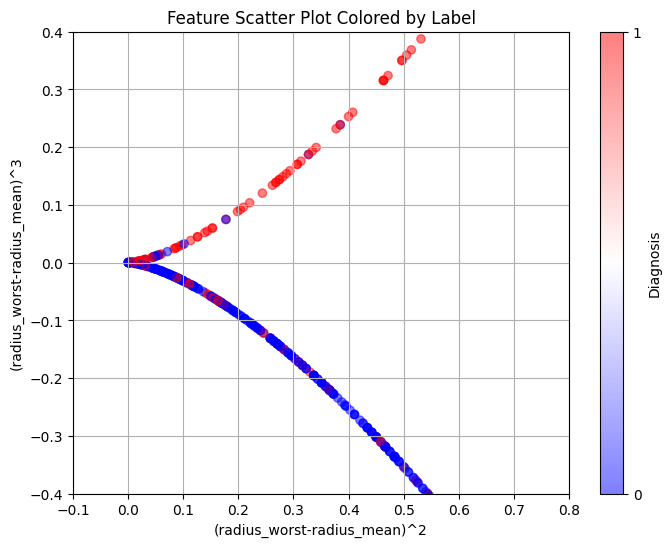 Feature Scatter Plot Colored by Label
(radius_worst-radius_mean)^3
0.4
0.3
0.2
0.1
0.0
−0.1
−0.2
−0.3
−0.4
−0.1 0.0 0.1 0.2 0.3 0.4 0.5 0.6 0.7 0.8
(radius_worst-radius_mean)^2
1
0
Diagnosis